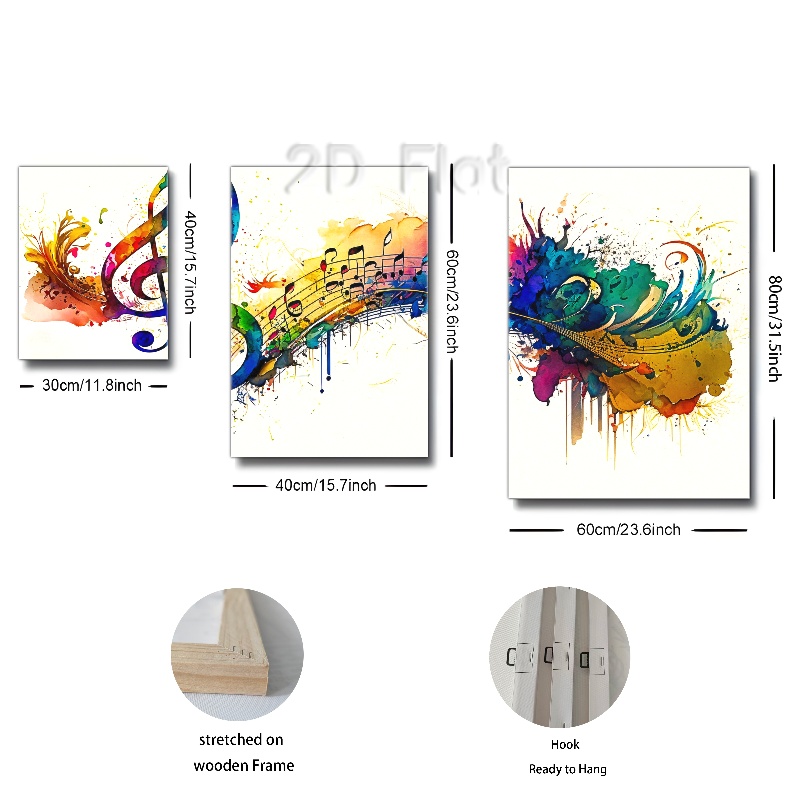 2D Flat
40cm/15.7inch
30cm/11.8inch
60cm/23.6inch
40cm/15.7inch
80cm/31.5inch
60cm/23.6inch
stretched on
wooden Frame
Hook
Ready to Hang